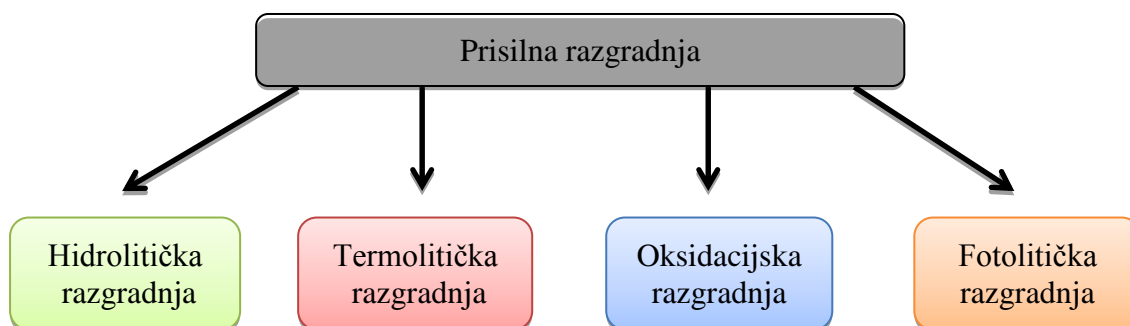 Prisilna razgradnja
Hidrolitička
razgradnja
Termolitička
razgradnja
Oksidacijska
razgradnja
Fotolitička
razgradnja